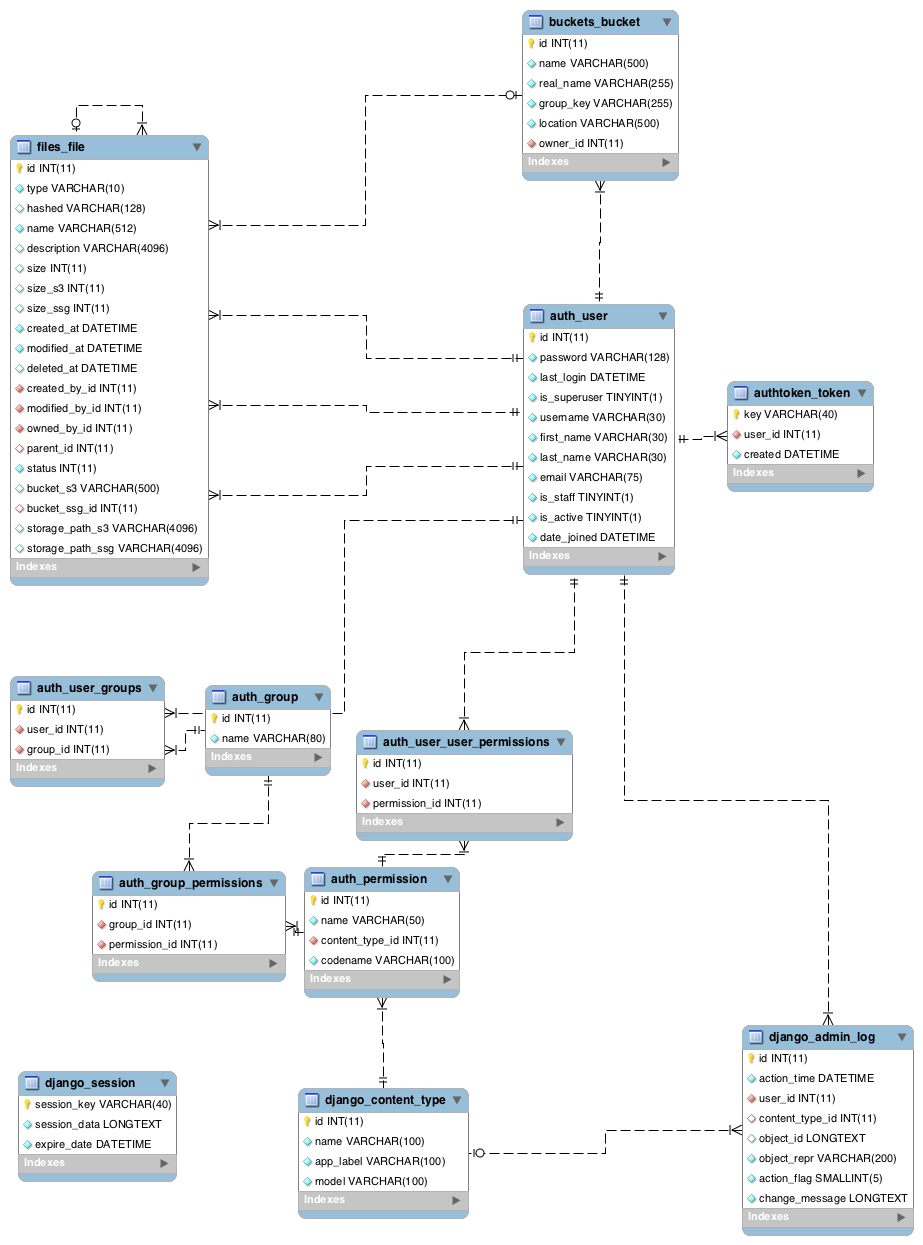 buckets_bucket
id INT(11)
name VARCHAR(500)
real_name VARCHAR(255)
group_key VARCHAR(255)
location VARCHAR(500)
owner_id INT(11)
Indexes
files_file
id INT(11)
type VARCHAR(10)
hashed VARCHAR(128)
name VARCHAR(512)
description VARCHAR(4096)
size INT(11)
size_s3 INT(11)
size_ssg INT(11)
created_at DATETIME
modified_at DATETIME
deleted_at DATETIME
created_by_id INT(11)
modified_by_id INT(11)
owned_by_id INT(11)
parent_id INT(11)
status INT(11)
bucket_s3 VARCHAR(500)
bucket_ssg_id INT(11)
storage_path_s3 VARCHAR(4096)
storage_path_ssg VARCHAR(4096)
Indexes
auth_user
id INT(11)
password VARCHAR(128)
last_login DATETIME
is_superuser TINYINT(1)
username VARCHAR(30)
first_name VARCHAR(30)
last_name VARCHAR(30)
email VARCHAR(75)
is_staff TINYINT(1)
is_active TINYINT(1)
date_joined DATETIME
Indexes
authtoken_token
key VARCHAR(40)
user_id INT(11)
created DATETIME
Indexes
auth_user_groups
id INT(11)
user_id INT(11)
group_id INT(11)
Indexes
auth_group
id INT(11)
name VARCHAR(80)
Indexes
auth_user_user_permissions
id INT(11)
user_id INT(11)
permission_id INT(11)
Indexes
auth_group_permissions
id INT(11)
group_id INT(11)
permission_id INT(11)
Indexes
auth_permission
id INT(11)
name VARCHAR(50)
content_type_id INT(11)
codename VARCHAR(100)
Indexes
django_session
session_key VARCHAR(40)
session_data LONGTEXT
expire_date DATETIME
Indexes
django_content_type
id INT(11)
name VARCHAR(100)
app_label VARCHAR(100)
model VARCHAR(100)
Indexes
django_admin_log
id INT(11)
action_time DATETIME
user_id INT(11)
content_type_id INT(11)
object_id LONGTEXT
object_repr VARCHAR(200)
action_flag SMALLINT(5)
change_message LONGTEXT
Indexes